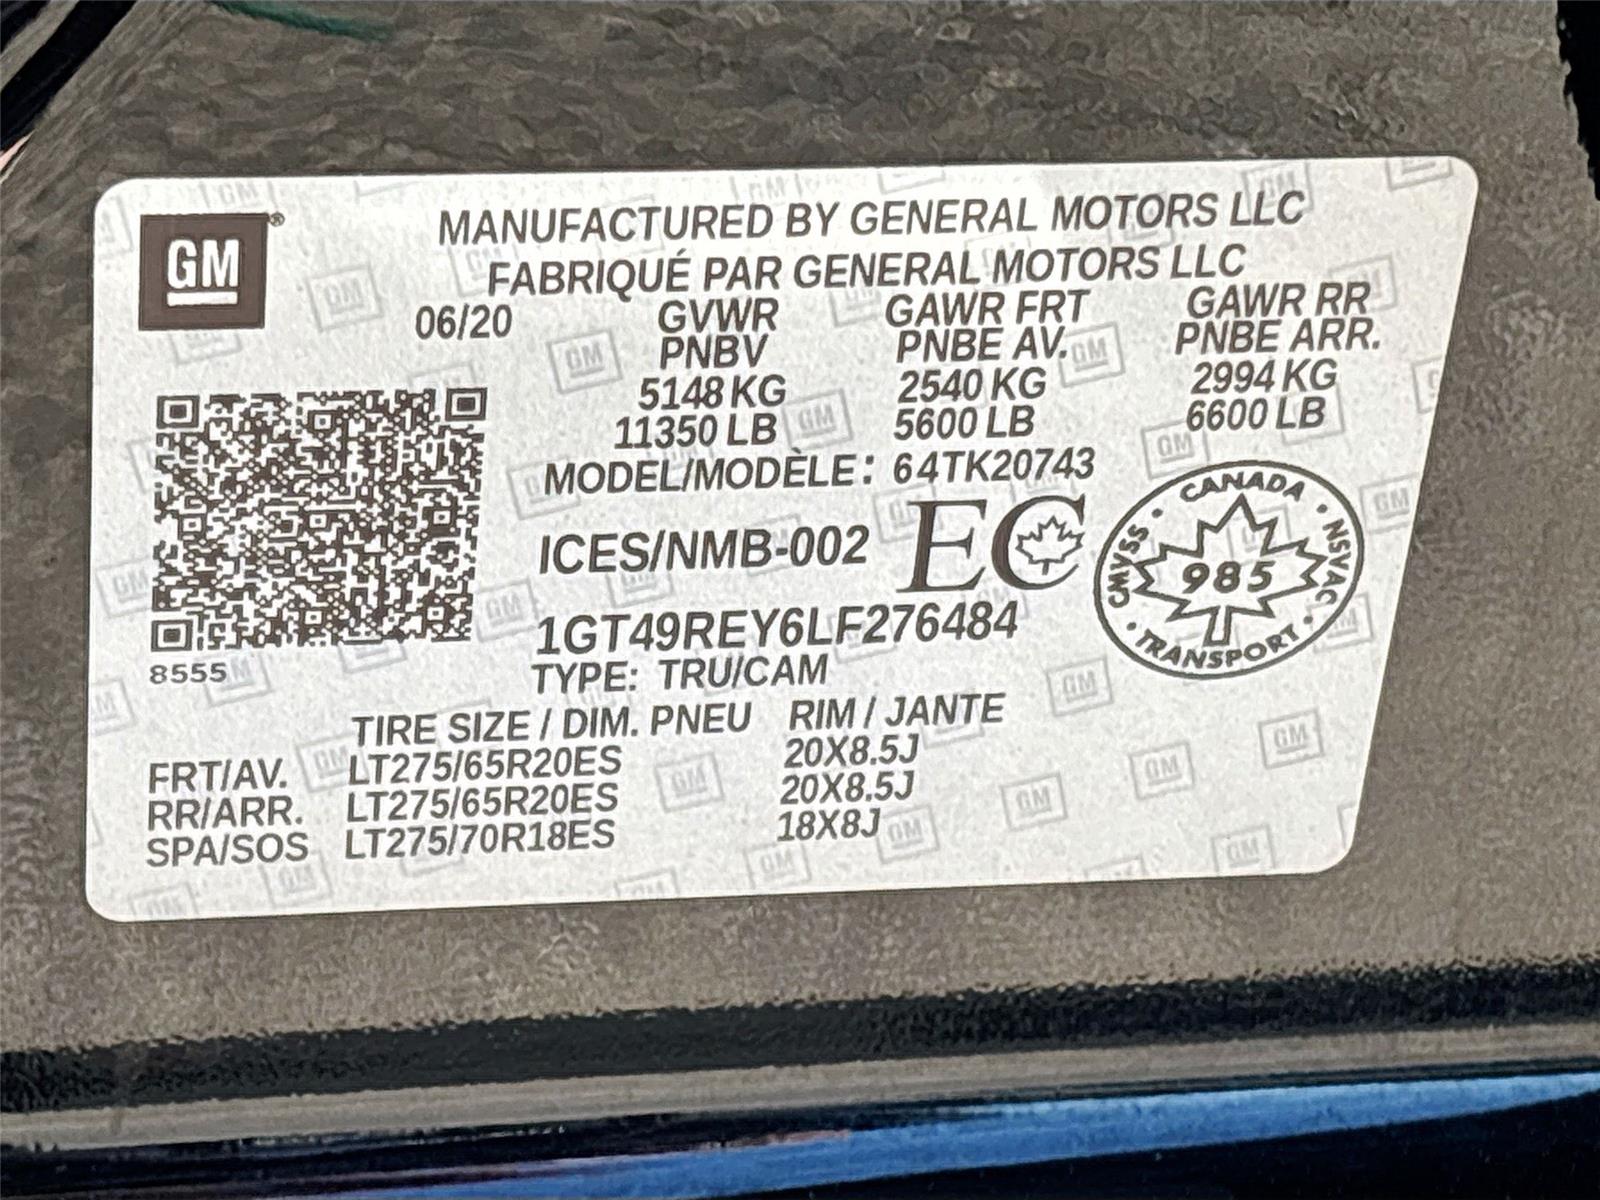 GM®
MANUFACTURED BY GENERAL MOTORS LLC
FABRIQUÉ PAR GENERAL MOTORS LLC
06/20 GVWR GAWR FRT GAWR RR
PNBV PNBE AV. PNBE ARR.
5148 KG 2540 KG 2994 KG
11350 LB 5600 LB 6600 LB
MODEL/MODÈLE: 64TK20743
ICES/NMB-002 EC
CANADA · NSVAC · TRANSPORT · CMVSS ·
985
1GT49REY6LF276484
8555
TYPE: TRU/CAM
TIRE SIZE / DIM. PNEU RIM / JANTE
FRT/AV. LT275/65R20ES 20X8.5J
RR/ARR. LT275/65R20ES 20X8.5J
SPA/SOS LT275/70R18ES 18X8J